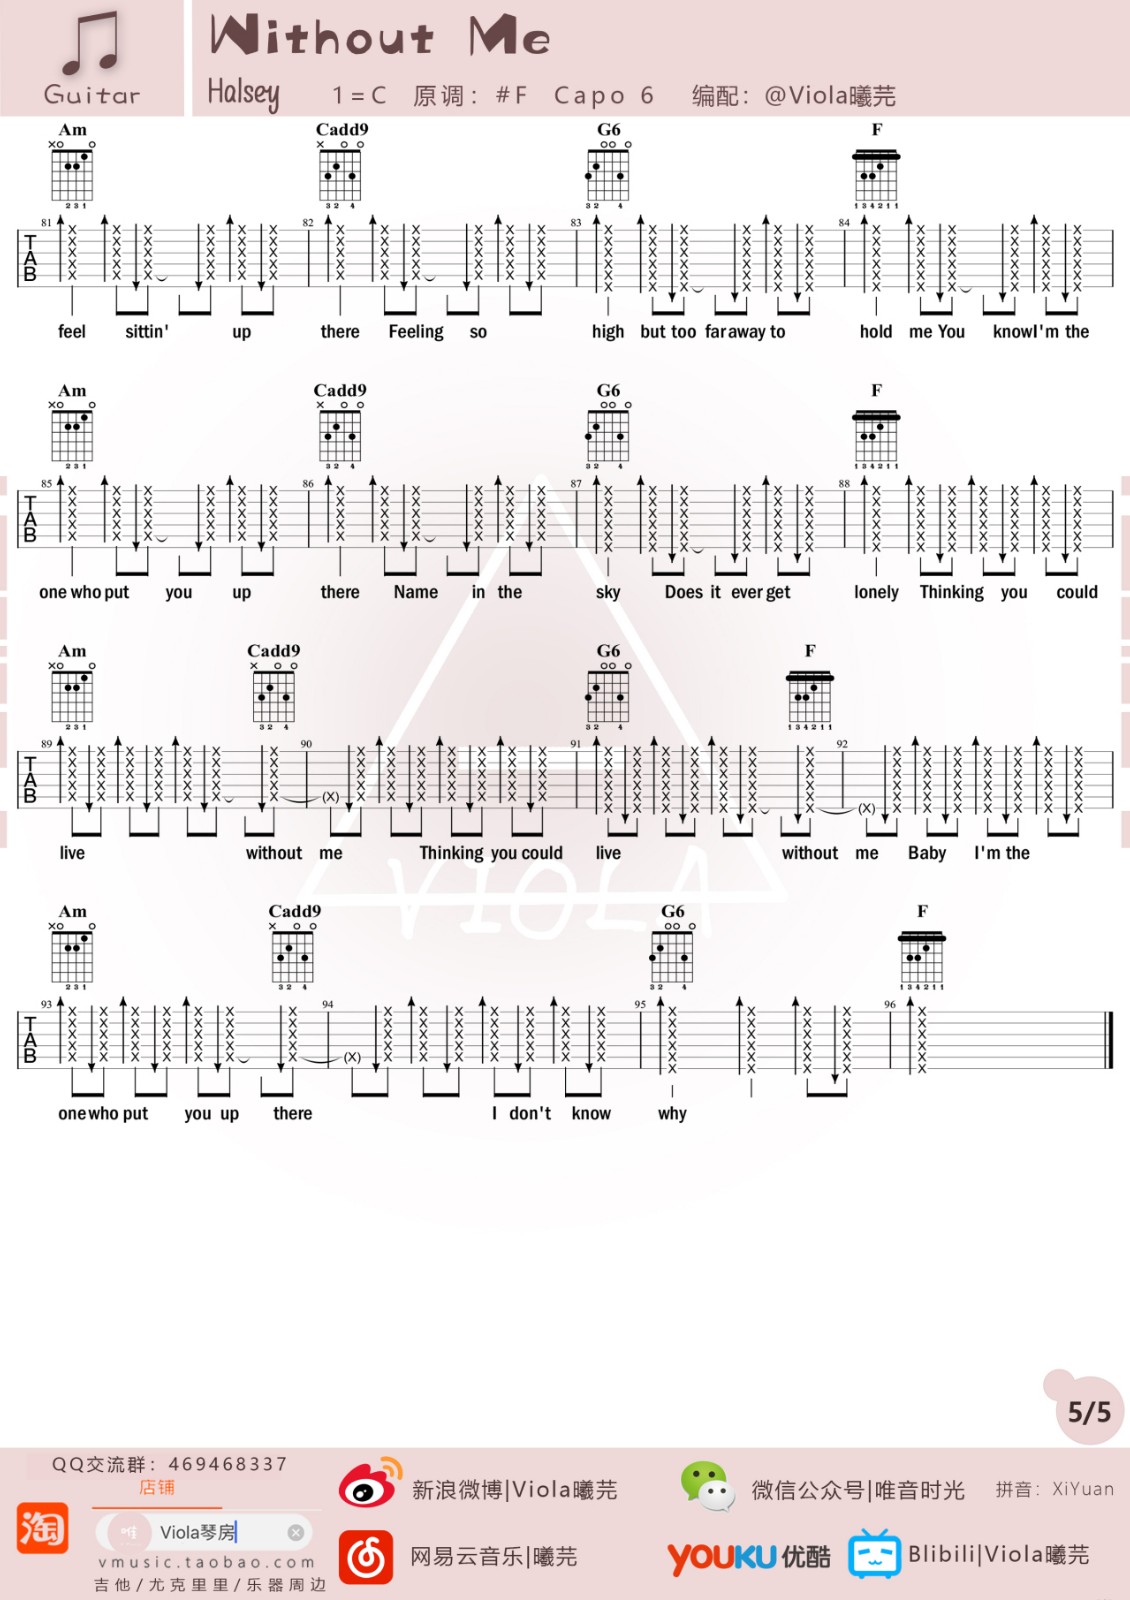 Without Me
Guitar
Halsey 1=C 原调：#F Capo 6 编配：@Viola曦芫
Am Cadd9 G6 F
81 82 83 84
feel sittin' up there Feeling so high but too far away to hold me You know I'm the
Am Cadd9 G6 F
85 86 87 88
one who put you up there Name in the sky Does it ever get lonely Thinking you could
Am Cadd9 G6 F
89 90 91 92
live without me Thinking you could live without me Baby I'm the
VIOLA
Am Cadd9 G6 F
93 94 95 96
one who put you up there I don't know why
5/5
QQ交流群：469468337
店铺
淘
Viola琴房
vmusic.taobao.com
吉他/尤克里里/乐器周边
新浪微博|Viola曦芫
微信公众号|唯音时光 拼音：XiYuan
网易云音乐|曦芫
YOUKU优酷
Blibili|Viola曦芫